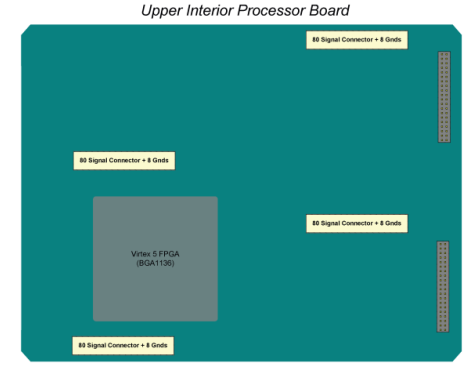 Upper Interior Processor Board
80 Signal Connector + 8 Gnds
80 Signal Connector + 8 Gnds
80 Signal Connector + 8 Gnds
Virtex 5 FPGA
(BGA1136)
80 Signal Connector + 8 Gnds